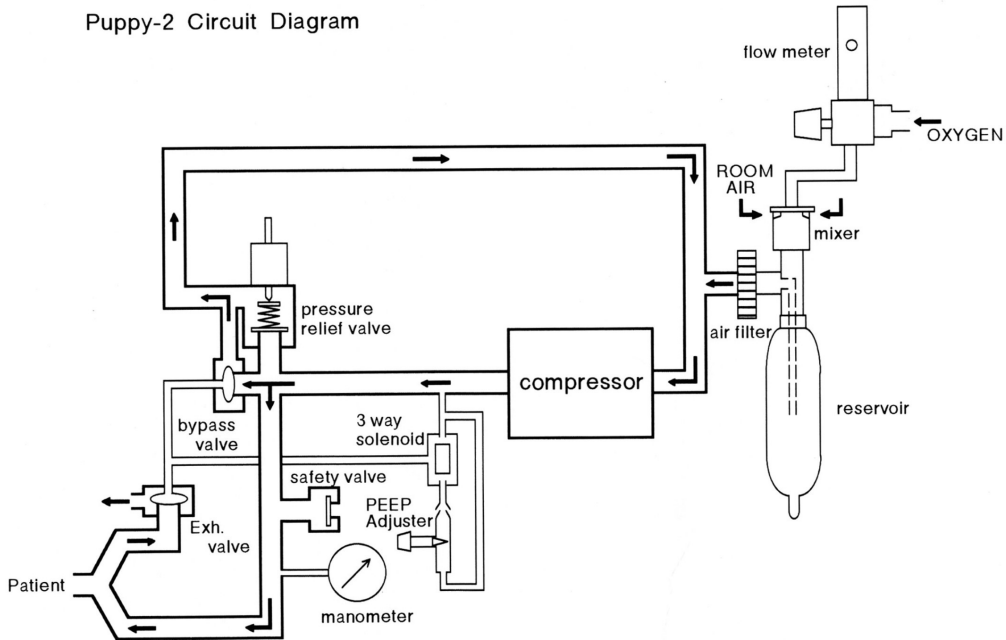 Puppy-2 Circuit Diagram
flow meter
OXYGEN
ROOM
AIR
mixer
pressure
relief valve
air filter
compressor
reservoir
bypass
valve
3 way
solenoid
safety valve
PEEP
Adjuster
Exh.
valve
Patient
manometer